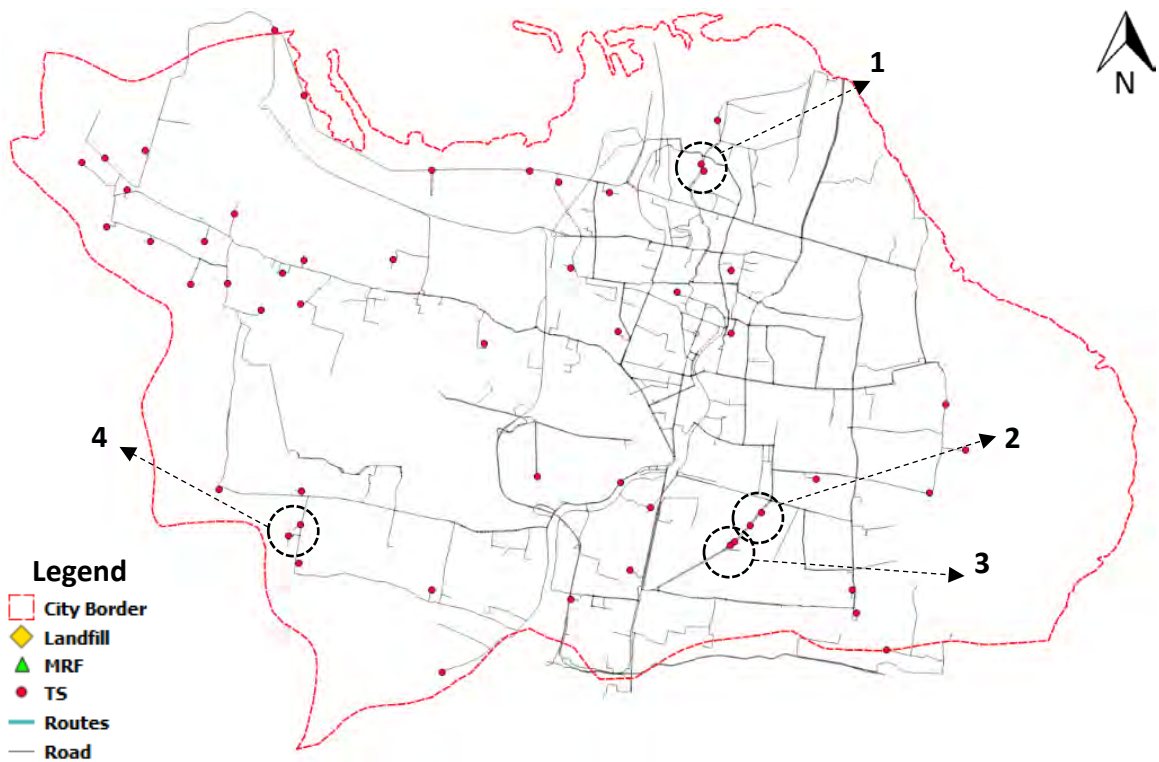 N
1
2
3
4
Legend
City Border
Landfill
MRF
TS
Routes
Road